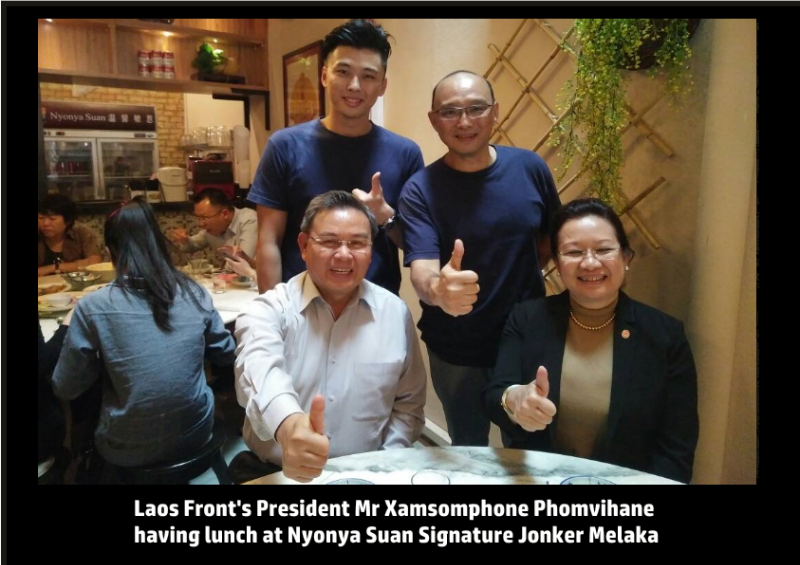 Nyonya Suan
Laos Front's President Mr Xamsomphone Phomvihane
having lunch at Nyonya Suan Signature Jonker Melaka